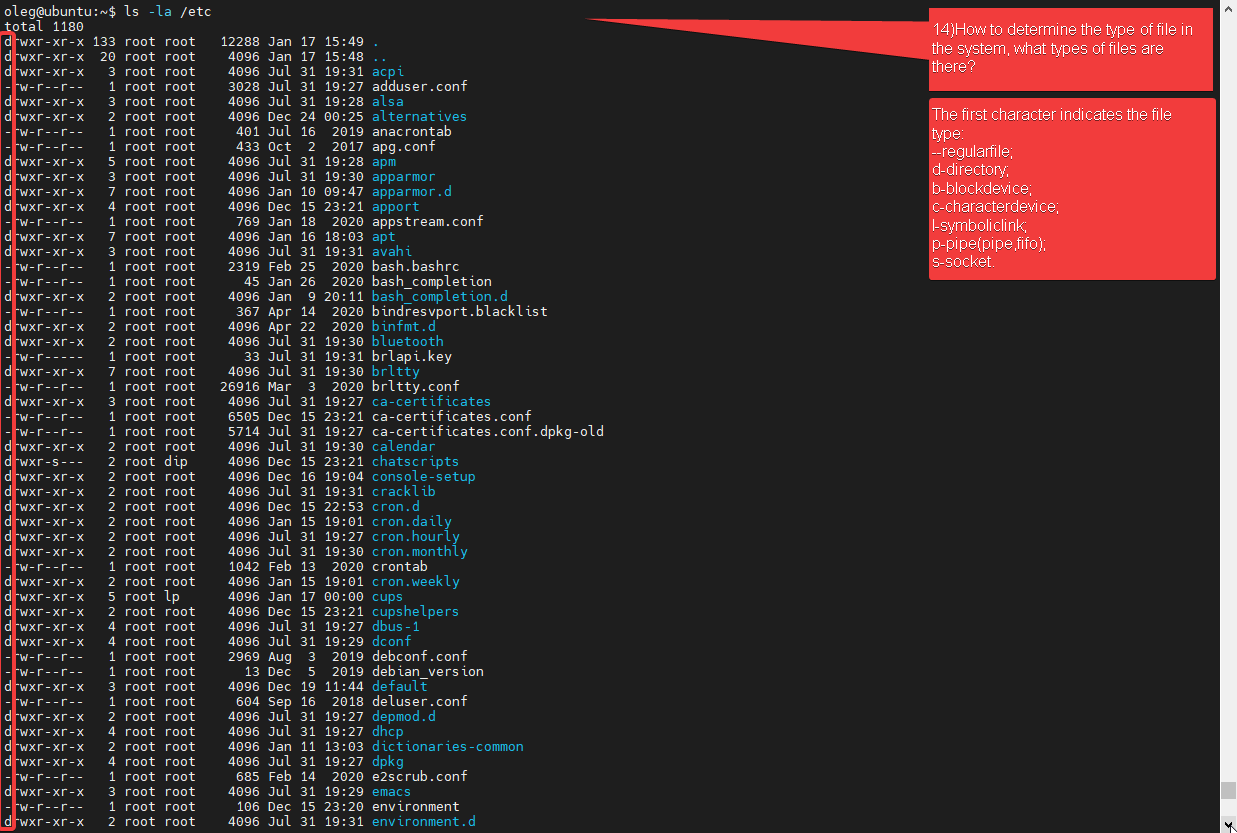 oleg@ubuntu:~$ ls -la /etc
total 1180
drwxr-xr-x 133 root root 12288 Jan 17 15:49 .
drwxr-xr-x 20 root root 4096 Jan 17 15:48 ..
drwxr-xr-x 3 root root 4096 Jul 31 19:31 acpi
-rw-r--r-- 1 root root 3028 Jul 31 19:27 adduser.conf
drwxr-xr-x 3 root root 4096 Jul 31 19:28 alsa
drwxr-xr-x 2 root root 4096 Dec 24 00:25 alternatives
-rw-r--r-- 1 root root 401 Jul 16 2019 anacrontab
-rw-r--r-- 1 root root 433 Oct 2 2017 apg.conf
drwxr-xr-x 5 root root 4096 Jul 31 19:28 apm
drwxr-xr-x 3 root root 4096 Jul 31 19:30 apparmor
drwxr-xr-x 7 root root 4096 Jan 10 09:47 apparmor.d
drwxr-xr-x 4 root root 4096 Dec 15 23:21 apport
-rw-r--r-- 1 root root 769 Jan 18 2020 appstream.conf
drwxr-xr-x 7 root root 4096 Jan 16 18:03 apt
drwxr-xr-x 3 root root 4096 Jul 31 19:31 avahi
-rw-r--r-- 1 root root 2319 Feb 25 2020 bash.bashrc
-rw-r--r-- 1 root root 45 Jan 26 2020 bash_completion
drwxr-xr-x 2 root root 4096 Jan 9 20:11 bash_completion.d
-rw-r--r-- 1 root root 367 Apr 14 2020 bindresvport.blacklist
drwxr-xr-x 2 root root 4096 Apr 22 2020 binfmt.d
drwxr-xr-x 2 root root 4096 Jul 31 19:30 bluetooth
-rw-r----- 1 root root 33 Jul 31 19:31 brlapi.key
drwxr-xr-x 7 root root 4096 Jul 31 19:30 brltty
-rw-r--r-- 1 root root 26916 Mar 3 2020 brltty.conf
drwxr-xr-x 3 root root 4096 Jul 31 19:27 ca-certificates
-rw-r--r-- 1 root root 6505 Dec 15 23:21 ca-certificates.conf
-rw-r--r-- 1 root root 5714 Jul 31 19:27 ca-certificates.conf.dpkg-old
drwxr-xr-x 2 root root 4096 Jul 31 19:30 calendar
drwxr-s--- 2 root dip 4096 Dec 15 23:21 chatscripts
drwxr-xr-x 2 root root 4096 Dec 16 19:04 console-setup
drwxr-xr-x 2 root root 4096 Jul 31 19:31 cracklib
drwxr-xr-x 2 root root 4096 Dec 15 22:53 cron.d
drwxr-xr-x 2 root root 4096 Jan 15 19:01 cron.daily
drwxr-xr-x 2 root root 4096 Jul 31 19:27 cron.hourly
drwxr-xr-x 2 root root 4096 Jul 31 19:30 cron.monthly
-rw-r--r-- 1 root root 1042 Feb 13 2020 crontab
drwxr-xr-x 2 root root 4096 Jan 15 19:01 cron.weekly
drwxr-xr-x 5 root lp 4096 Jan 17 00:00 cups
drwxr-xr-x 2 root root 4096 Dec 15 23:21 cupshelpers
drwxr-xr-x 4 root root 4096 Jul 31 19:27 dbus-1
drwxr-xr-x 4 root root 4096 Jul 31 19:29 dconf
-rw-r--r-- 1 root root 2969 Aug 3 2019 debconf.conf
-rw-r--r-- 1 root root 13 Dec 5 2019 debian_version
drwxr-xr-x 3 root root 4096 Dec 19 11:44 default
-rw-r--r-- 1 root root 604 Sep 16 2018 deluser.conf
drwxr-xr-x 2 root root 4096 Jul 31 19:27 depmod.d
drwxr-xr-x 4 root root 4096 Jul 31 19:27 dhcp
drwxr-xr-x 2 root root 4096 Jan 11 13:03 dictionaries-common
drwxr-xr-x 4 root root 4096 Jul 31 19:27 dpkg
-rw-r--r-- 1 root root 685 Feb 14 2020 e2scrub.conf
drwxr-xr-x 3 root root 4096 Jul 31 19:29 emacs
-rw-r--r-- 1 root root 106 Dec 15 23:20 environment
drwxr-xr-x 2 root root 4096 Jul 31 19:31 environment.d
14)How to determine the type of file in
the system, what types of files are
there?
The first character indicates the file
type:
--regularfile;
d-directory;
b-blockdevice;
c-characterdevice;
l-symboliclink;
p-pipe(pipe,fifo);
s-socket.